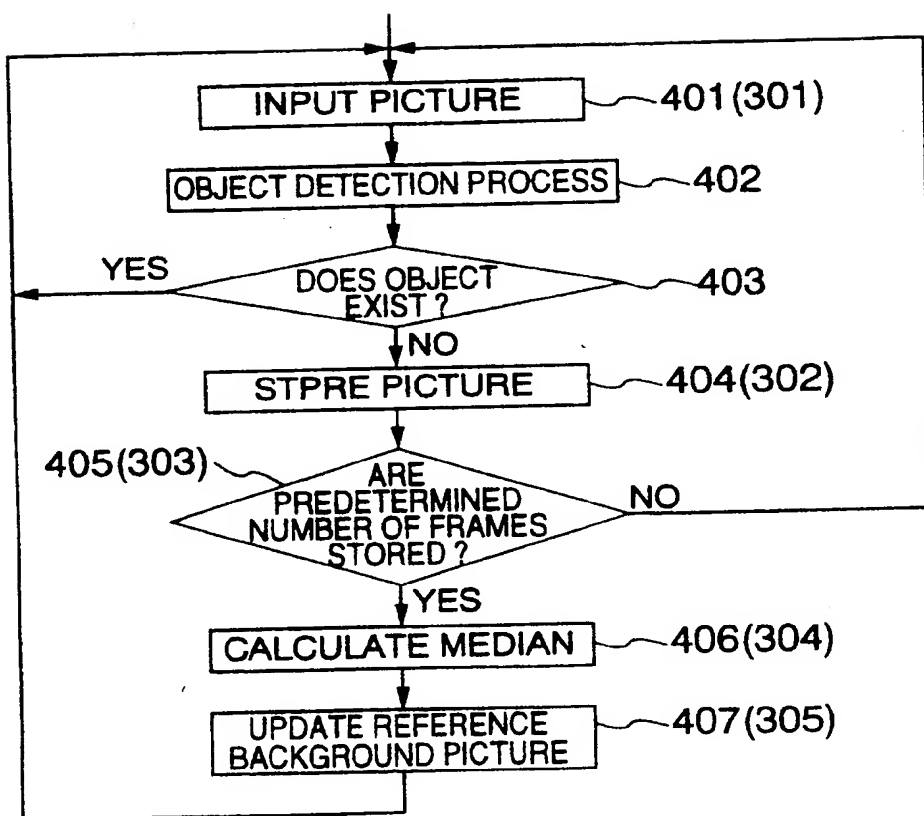 INPUT PICTURE
401(301)
OBJECT DETECTION PROCESS
402
YES
DOES OBJECT
EXIST ?
403
NO
STPRE PICTURE
404(302)
405(303)
ARE
PREDETERMINED
NUMBER OF FRAMES
STORED ?
NO
YES
CALCULATE MEDIAN
406(304)
UPDATE REFERENCE
BACKGROUND PICTURE
407(305)